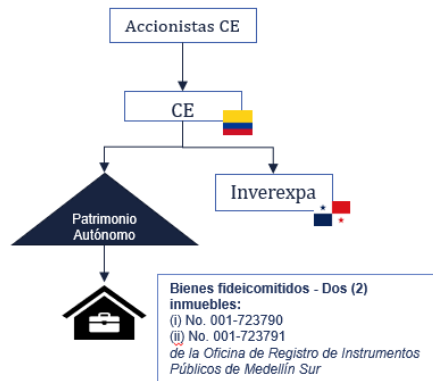 Accionistas CE
CE
Inverexpa
Patrimonio
Autónomo
Bienes fideicomitidos - Dos (2)
inmuebles:
(i) No. 001-723790
(ii) No. 001-723791
de la Oficina de Registro de Instrumentos
Públicos de Medellín Sur